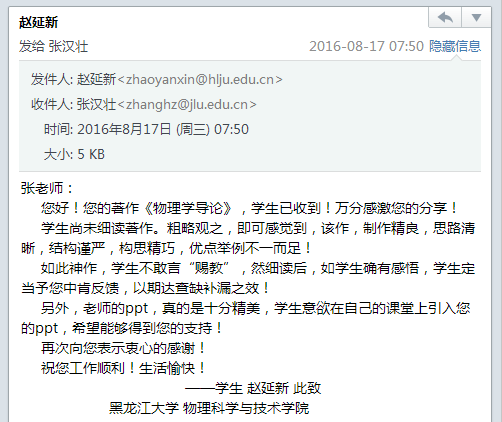 赵延新
发给 张汉壮 2016-08-17 07:50 隐藏信息
发件人: 赵延新<zhaoyanxin@hlju.edu.cn>
收件人: 张汉壮<zhanghz@jlu.edu.cn>
时间: 2016年8月17日 (周三) 07:50
大小: 5 KB
张老师：
您好！您的著作《物理学导论》，学生已收到！万分感激您的分享！
学生尚未细读著作。粗略观之，即可感觉到，该作，制作精良，思路清
晰，结构谨严，构思精巧，优点举例不一而足！
如此神作，学生不敢言“赐教”，然细读后，如学生确有感悟，学生定
当予您中肯反馈，以期达查缺补漏之效！
另外，老师的ppt，真的是十分精美，学生意欲在自己的课堂上引入您
的ppt，希望能够得到您的支持！
再次向您表示衷心的感谢！
祝您工作顺利！生活愉快！
——学生 赵延新 此致
黑龙江大学 物理科学与技术学院